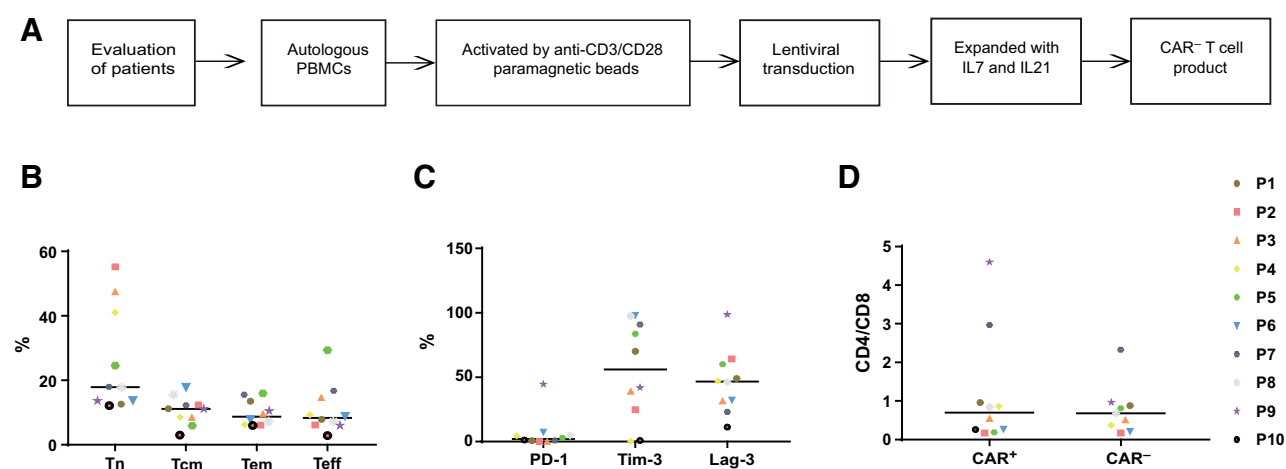 A
Evaluation
of patients
Autologous
PBMCs
Activated by anti-CD3/CD28
paramagnetic beads
Lentiviral
transduction
Expanded with
IL7 and IL21
CAR⁻ T cell
product
B
%
60
40
20
0
Tn
Tcm
Tem
Teff
C
%
150
100
50
0
PD-1
Tim-3
Lag-3
D
CD4/CD8
5
4
3
2
1
0
CAR⁺
CAR⁻
P1
P2
P3
P4
P5
P6
P7
P8
P9
P10